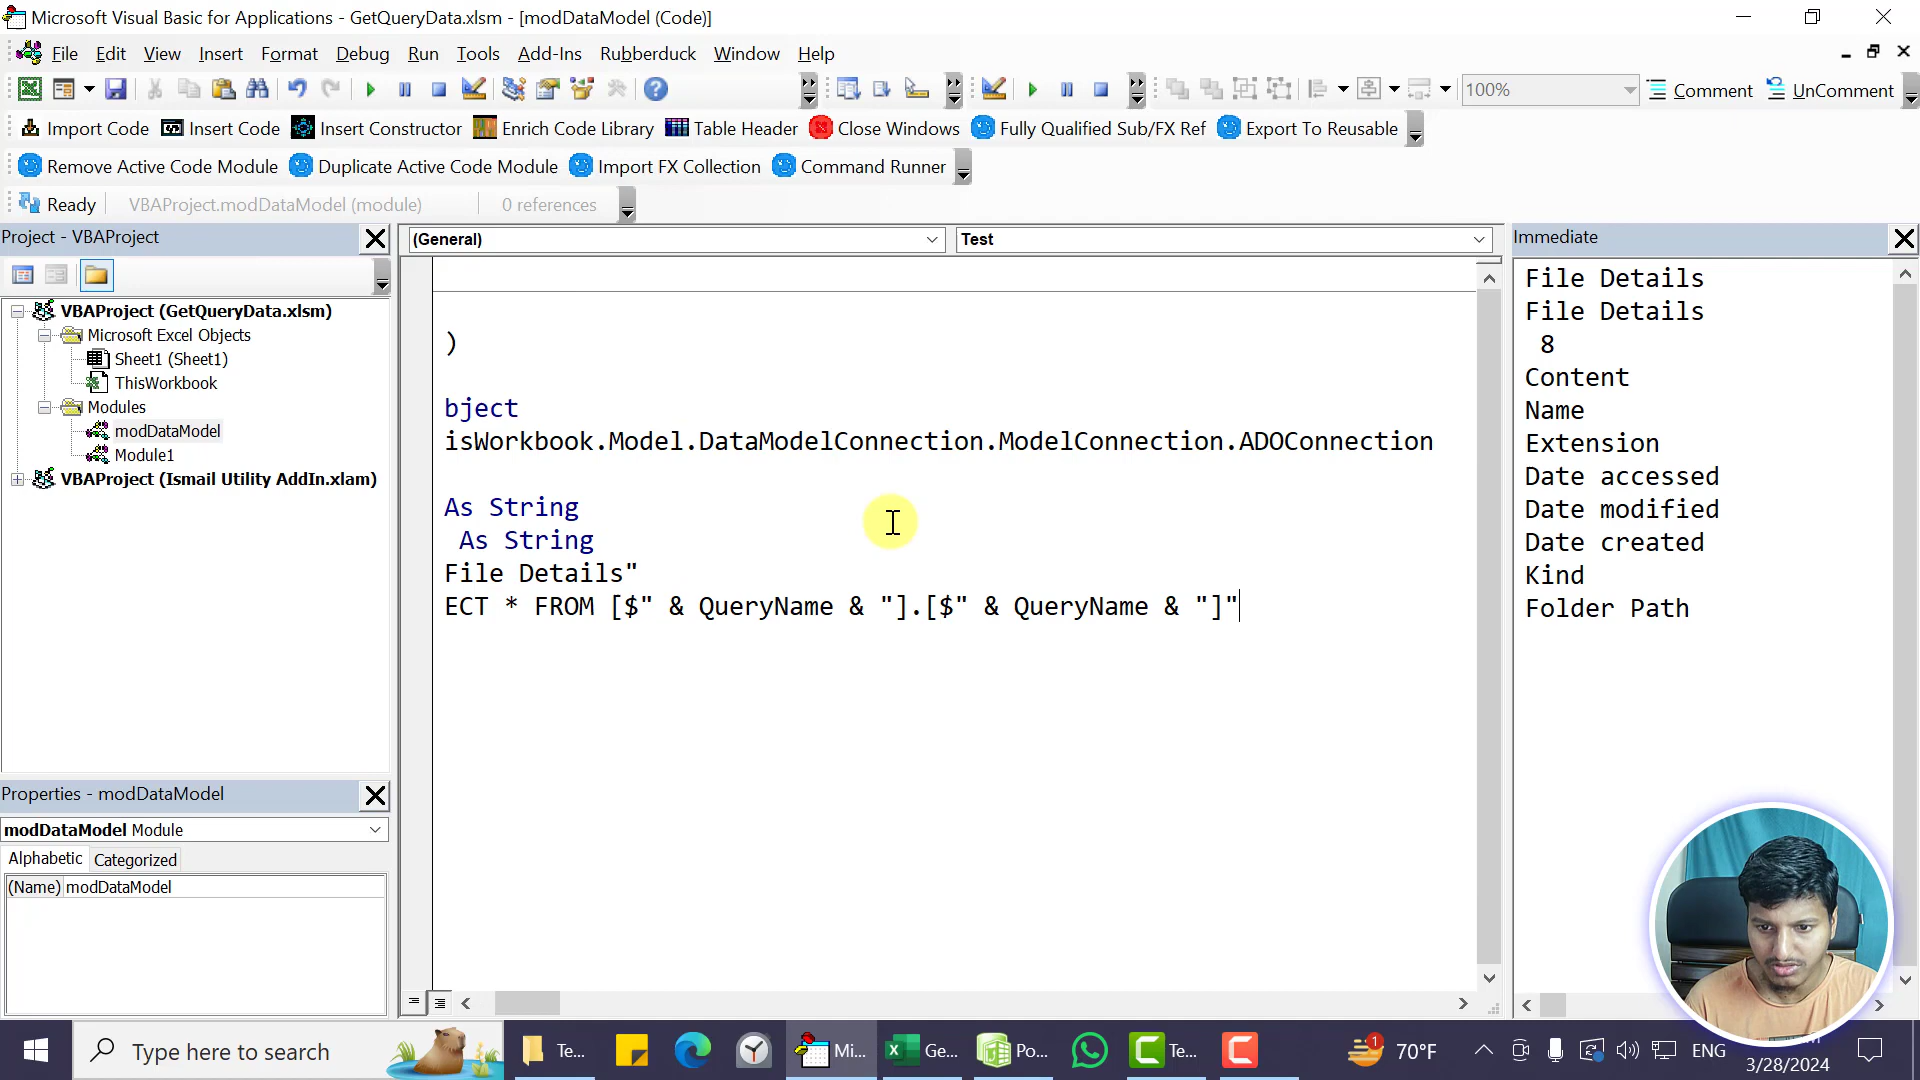 Microsoft Visual Basic for Applications - GetQueryData.xlsm - [modDataModel (Code)]
File Edit View Insert Format Debug Run Tools Add-Ins Rubberduck Window Help
100% Comment UnComment
Import Code Insert Code Insert Constructor Enrich Code Library Table Header Close Windows Fully Qualified Sub/FX Ref Export To Reusable
Remove Active Code Module Duplicate Active Code Module Import FX Collection Command Runner
Ready VBAProject.modDataModel (module) 0 references
Project - VBAProject
VBAProject (GetQueryData.xlsm)
Microsoft Excel Objects
Sheet1 (Sheet1)
ThisWorkbook
Modules
modDataModel
Module1
VBAProject (Ismail Utility AddIn.xlam)
Properties - modDataModel
modDataModel Module
Alphabetic Categorized
(Name) modDataModel
(General) Test
)
bject
isWorkbook.Model.DataModelConnection.ModelConnection.ADOConnection
As String
As String
File Details"
ECT * FROM [$" & QueryName & "].[$" & QueryName & "]"
Immediate
File Details
File Details
8
Content
Name
Extension
Date accessed
Date modified
Date created
Kind
Folder Path
Type here to search
Te...
Mi...
Ge...
Po...
Te...
1
70°F
ENG
3/28/2024